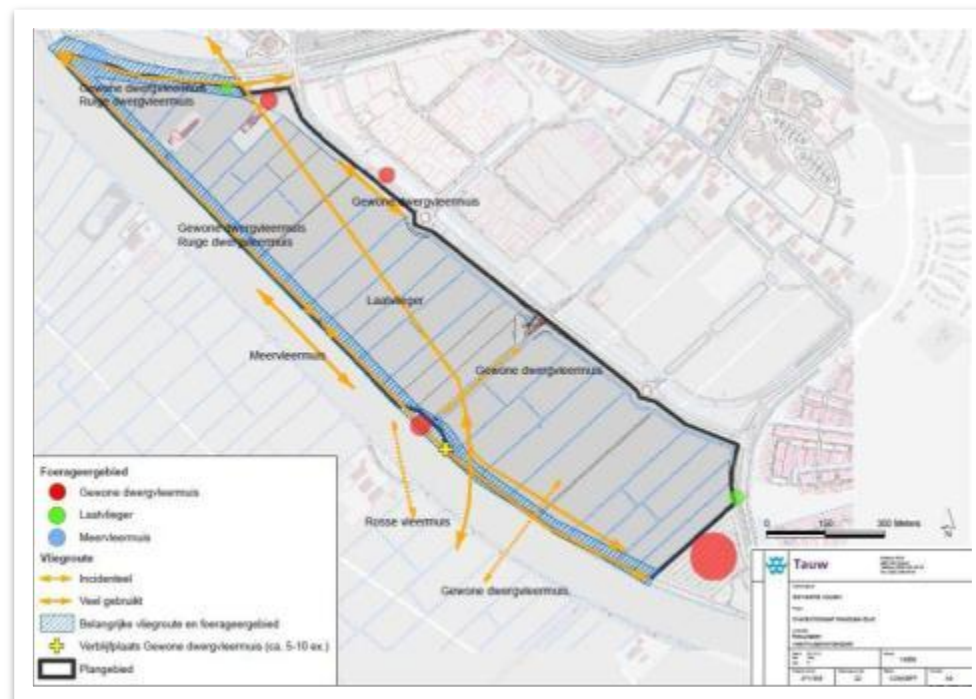 Gewone dwergvleermuis
Ruige dwergvleermuis
Gewone dwergvleermuis
Gewone dwergvleermuis
Ruige dwergvleermuis
Laatvlieger
Meervleermuis
Gewone dwergvleermuis
Rosse vleermuis
Gewone dwergvleermuis
Foerageergebied
Gewone dwergvleermuis
Laatvlieger
Meervleermuis
Vliegroute
Incidenteel
Veel gebruikt
Belangrijke vliegroute en foerageergebied
Verblijfplaats Gewone dwergvleermuis (ca. 5-10 ex.)
Plangebied
0 150 300 Meters
N
Tauw